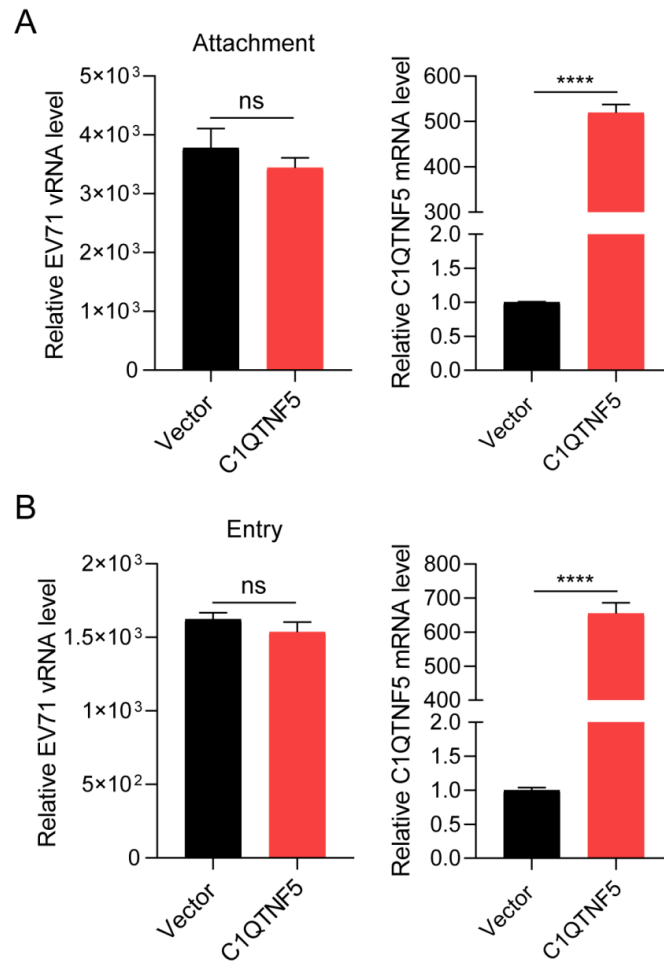 A
Attachment
Relative EV71 vRNA level
5×10³
4×10³
3×10³
2×10³
1×10³
0
ns
Vector
C1QTNF5
Relative C1QTNF5 mRNA level
600
500
400
300
2.0
1.5
1.0
0.5
0.0
****
Vector
C1QTNF5
B
Entry
Relative EV71 vRNA level
2×10³
1.5×10³
1×10³
5×10²
0
ns
Vector
C1QTNF5
Relative C1QTNF5 mRNA level
800
700
600
500
400
2.0
1.5
1.0
0.5
0.0
****
Vector
C1QTNF5